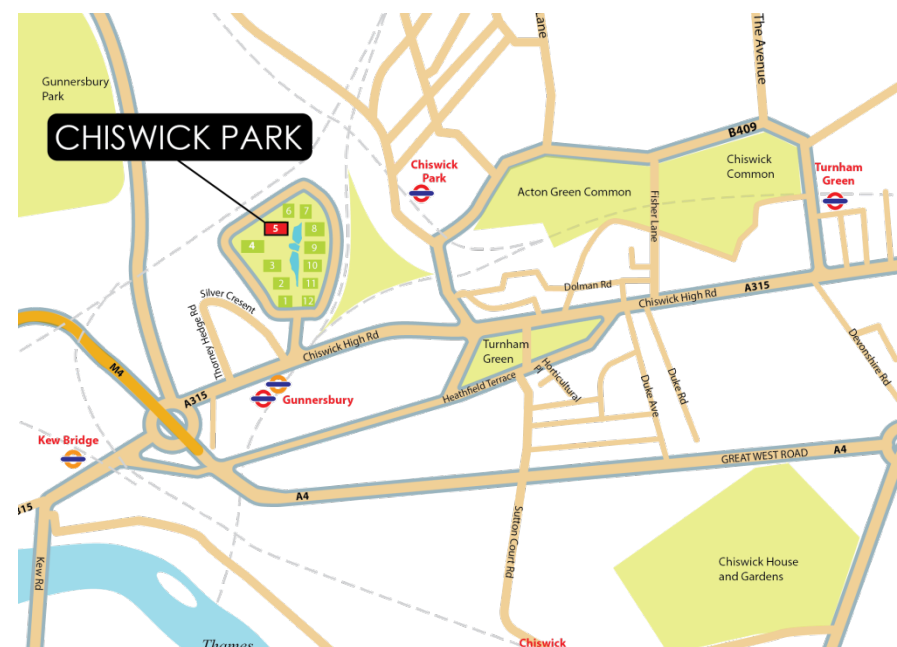 Lane
The Avenue
Gunnersbury
Park
CHISWICK PARK
B409
Chiswick
Park
Chiswick
Common
Turnham
Green
Acton Green Common
Fisher Lane
6
7
5
8
4
9
3
10
2
11
1
12
Silver Cresent
Thorney Hedge Rd
Dolman Rd
Chiswick High Rd
A315
Chiswick High Rd
Turnham
Green
Devonshire Rd
M4
A315
Gunnersbury
Heathfield Terrace
Horticultural
Pl
Duke Ave
Duke Rd
Kew Bridge
GREAT WEST ROAD
A4
A4
315
Sutton Court Rd
Kew Rd
Chiswick House
and Gardens
Thames
Chiswick